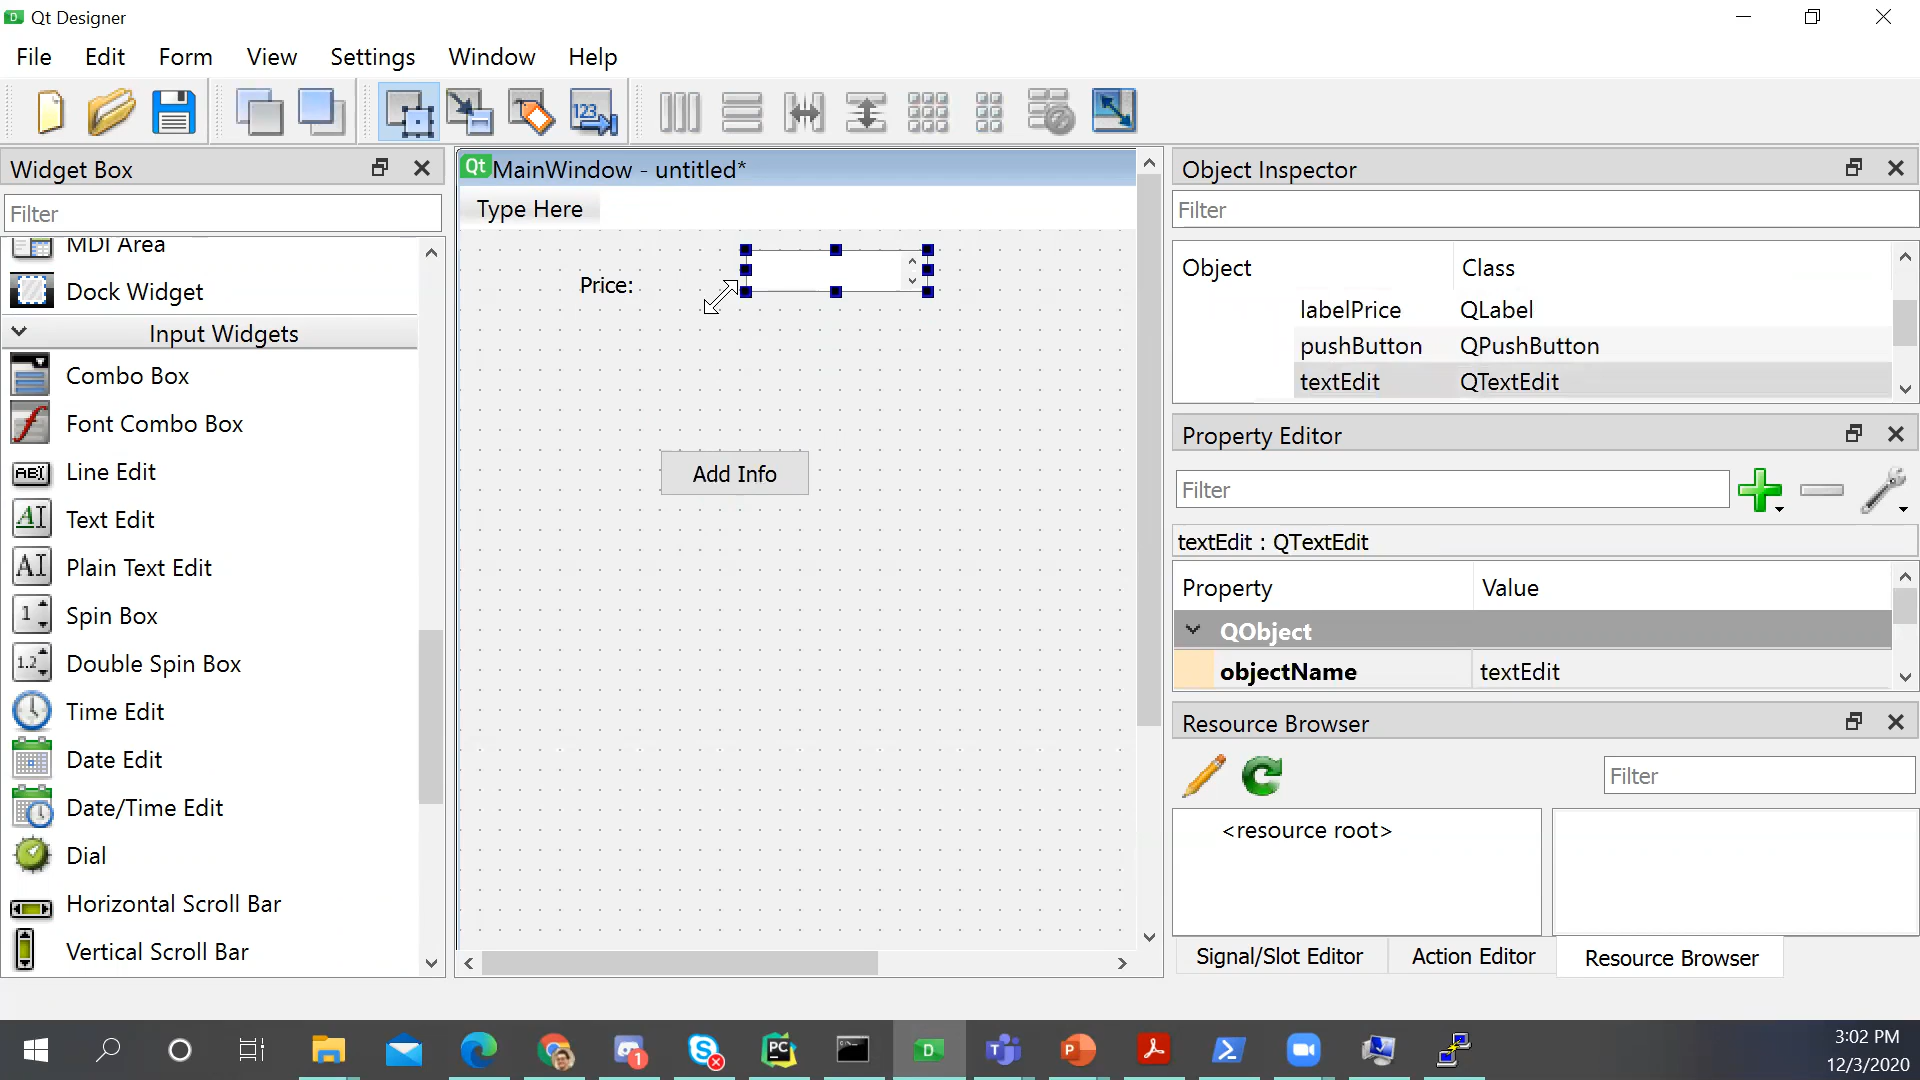 Qt Designer
File Edit Form View Settings Window Help
Widget Box
Filter
MDI Area
Dock Widget
Input Widgets
Combo Box
Font Combo Box
Line Edit
Text Edit
Plain Text Edit
Spin Box
Double Spin Box
Time Edit
Date Edit
Date/Time Edit
Dial
Horizontal Scroll Bar
Vertical Scroll Bar
MainWindow - untitled*
Type Here
Price:
Add Info
Object Inspector
Filter
Object Class
labelPrice QLabel
pushButton QPushButton
textEdit QTextEdit
Property Editor
Filter
textEdit : QTextEdit
Property Value
QObject
objectName textEdit
Resource Browser
Filter
<resource root>
Signal/Slot Editor Action Editor Resource Browser
3:02 PM
12/3/2020